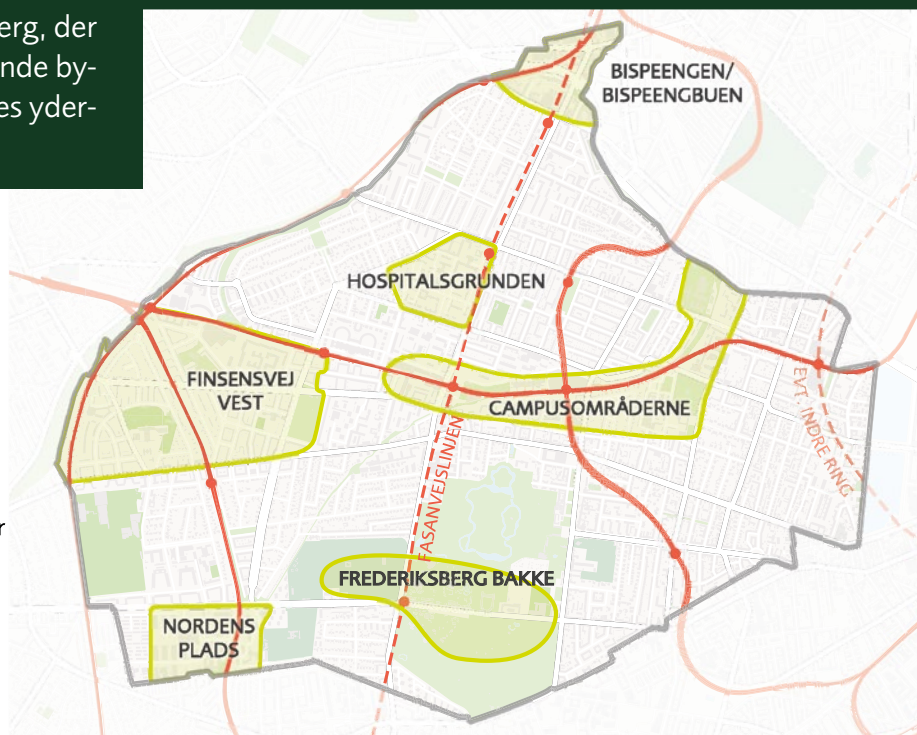 erg, der
nde by-
es yder-
BISPEENGEN/
BISPEENGBUEN
HOSPITALSGRUNDEN
FINSENSVEJ
VEST
CAMPUSOMRÅDERNE
EVT. INDRE RING
FASANVEJSLINJEN
r
FREDERIKSBERG BAKKE
NORDENS
PLADS